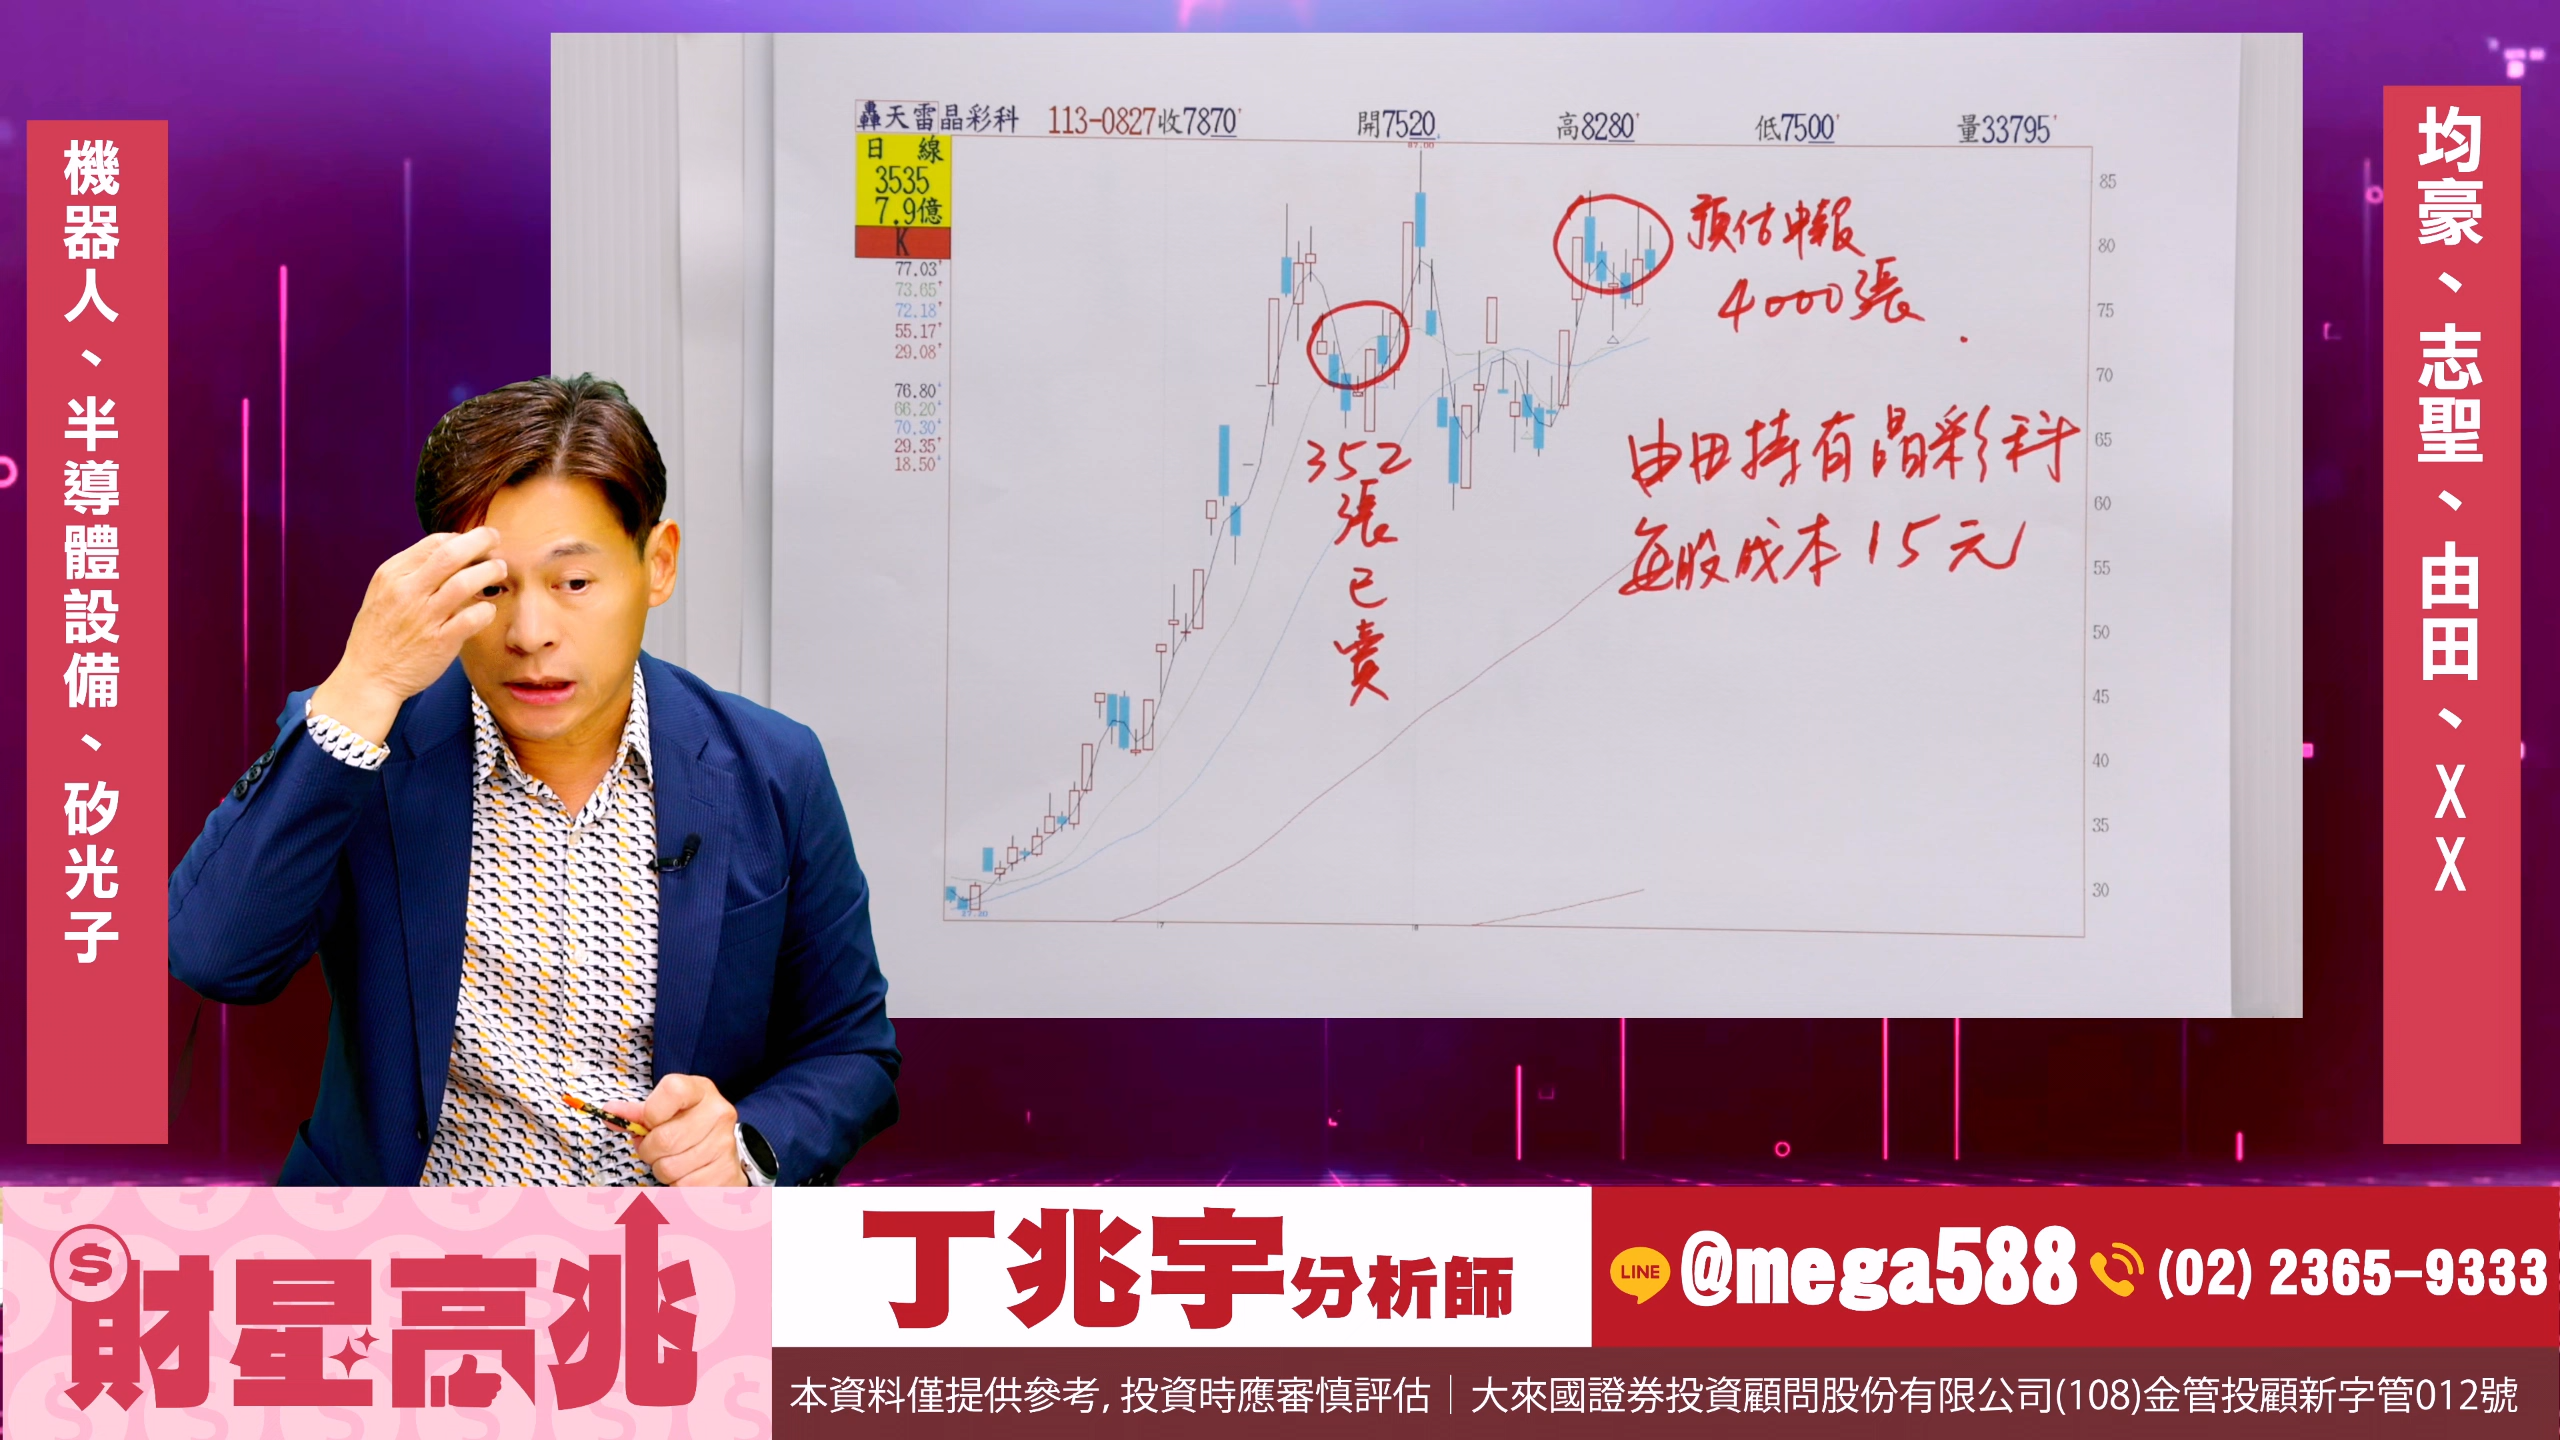 機器人、半導體設備、矽光子
轟天雷晶彩科 113-0827收7870 開7520 高8280 低7500 量33795
日 線
3535
7.9億
K
77.03
73.65
72.18
55.17
29.08
76.80
66.20
70.30
29.35
18.50
87.00
27.20
85
80
75
70
65
60
55
50
45
40
35
30
7
8
352
張
已
賣
預估申報
4000張
由田持有晶彩科
每股成本15元
均豪、志聖、由田、XX
$
財星高兆
丁兆宇分析師
LINE @mega588 (02) 2365-9333
本資料僅提供參考,投資時應審慎評估｜大來國證券投資顧問股份有限公司(108)金管投顧新字管012號